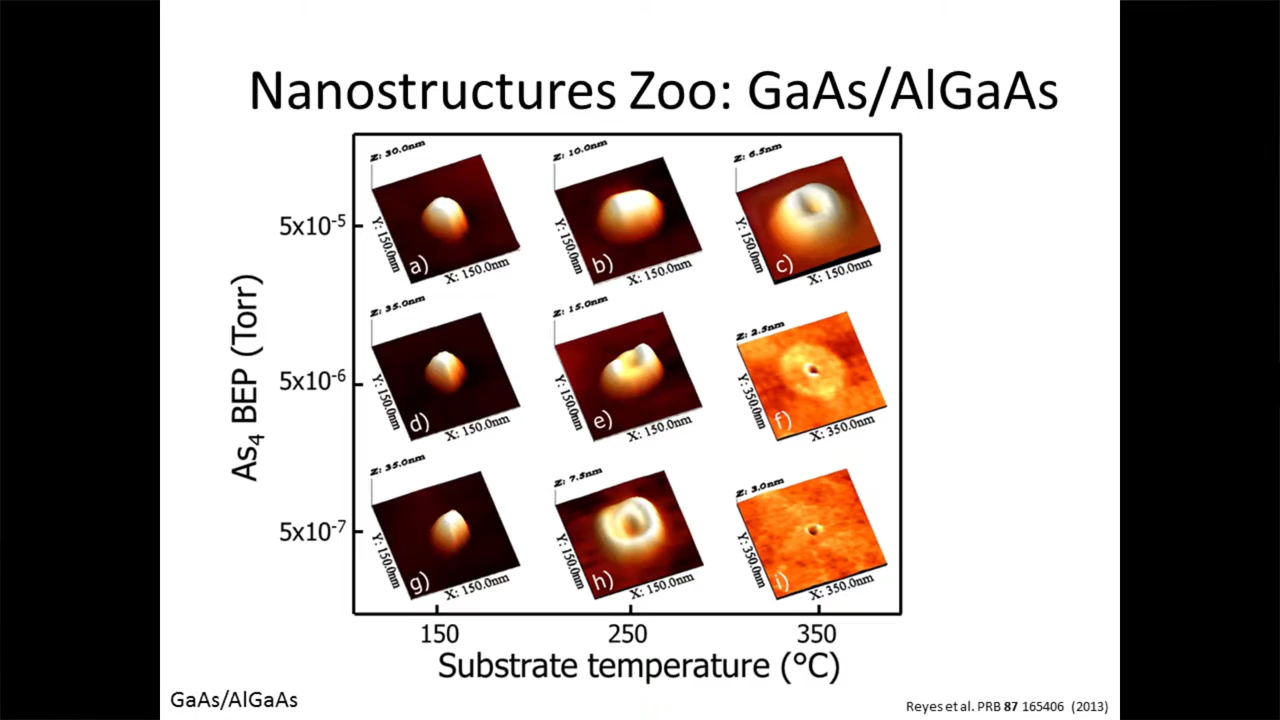 Nanostructures Zoo: GaAs/AlGaAs
Z: 30.0nm
Y: 150.0nm
X: 150.0nm
a)
Z: 10.0nm
Y: 150.0nm
X: 150.0nm
b)
Z: 6.5nm
Y: 150.0nm
X: 150.0nm
c)
Z: 35.0nm
Y: 150.0nm
X: 150.0nm
d)
Z: 15.0nm
Y: 150.0nm
X: 150.0nm
e)
Z: 2.5nm
Y: 350.0nm
X: 350.0nm
f)
Z: 35.0nm
Y: 150.0nm
X: 150.0nm
g)
Z: 7.5nm
Y: 150.0nm
X: 150.0nm
h)
Z: 3.0nm
Y: 350.0nm
X: 350.0nm
i)
As₄ BEP (Torr)
5x10⁻⁵
5x10⁻⁶
5x10⁻⁷
150 250 350
Substrate temperature (°C)
GaAs/AlGaAs
Reyes et al. PRB 87 165406 (2013)